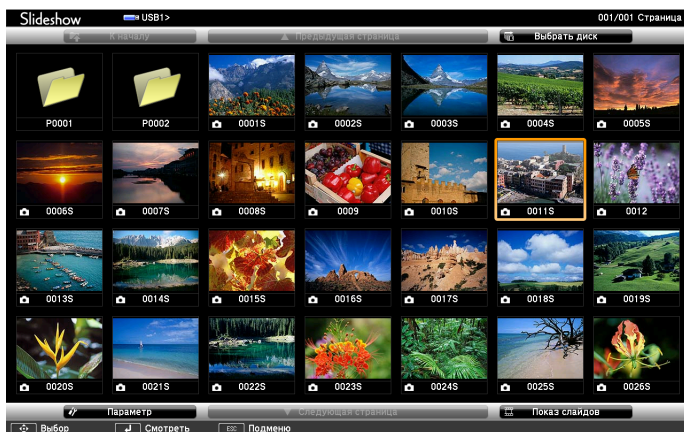 Slideshow USB1> 001/001 Страница
К началу Предыдущая страница Выбрать диск
P0001 P0002 0001S 0002S 0003S 0004S 0005S
0006S 0007S 0008S 0009 0010S 0011S 0012
0013S 0014S 0015S 0016S 0017S 0018S 0019S
0020S 0021S 0022S 0023S 0024S 0025S 0026S
Параметр Следующая страница Показ слайдов
Выбор Смотреть ESC Подменю